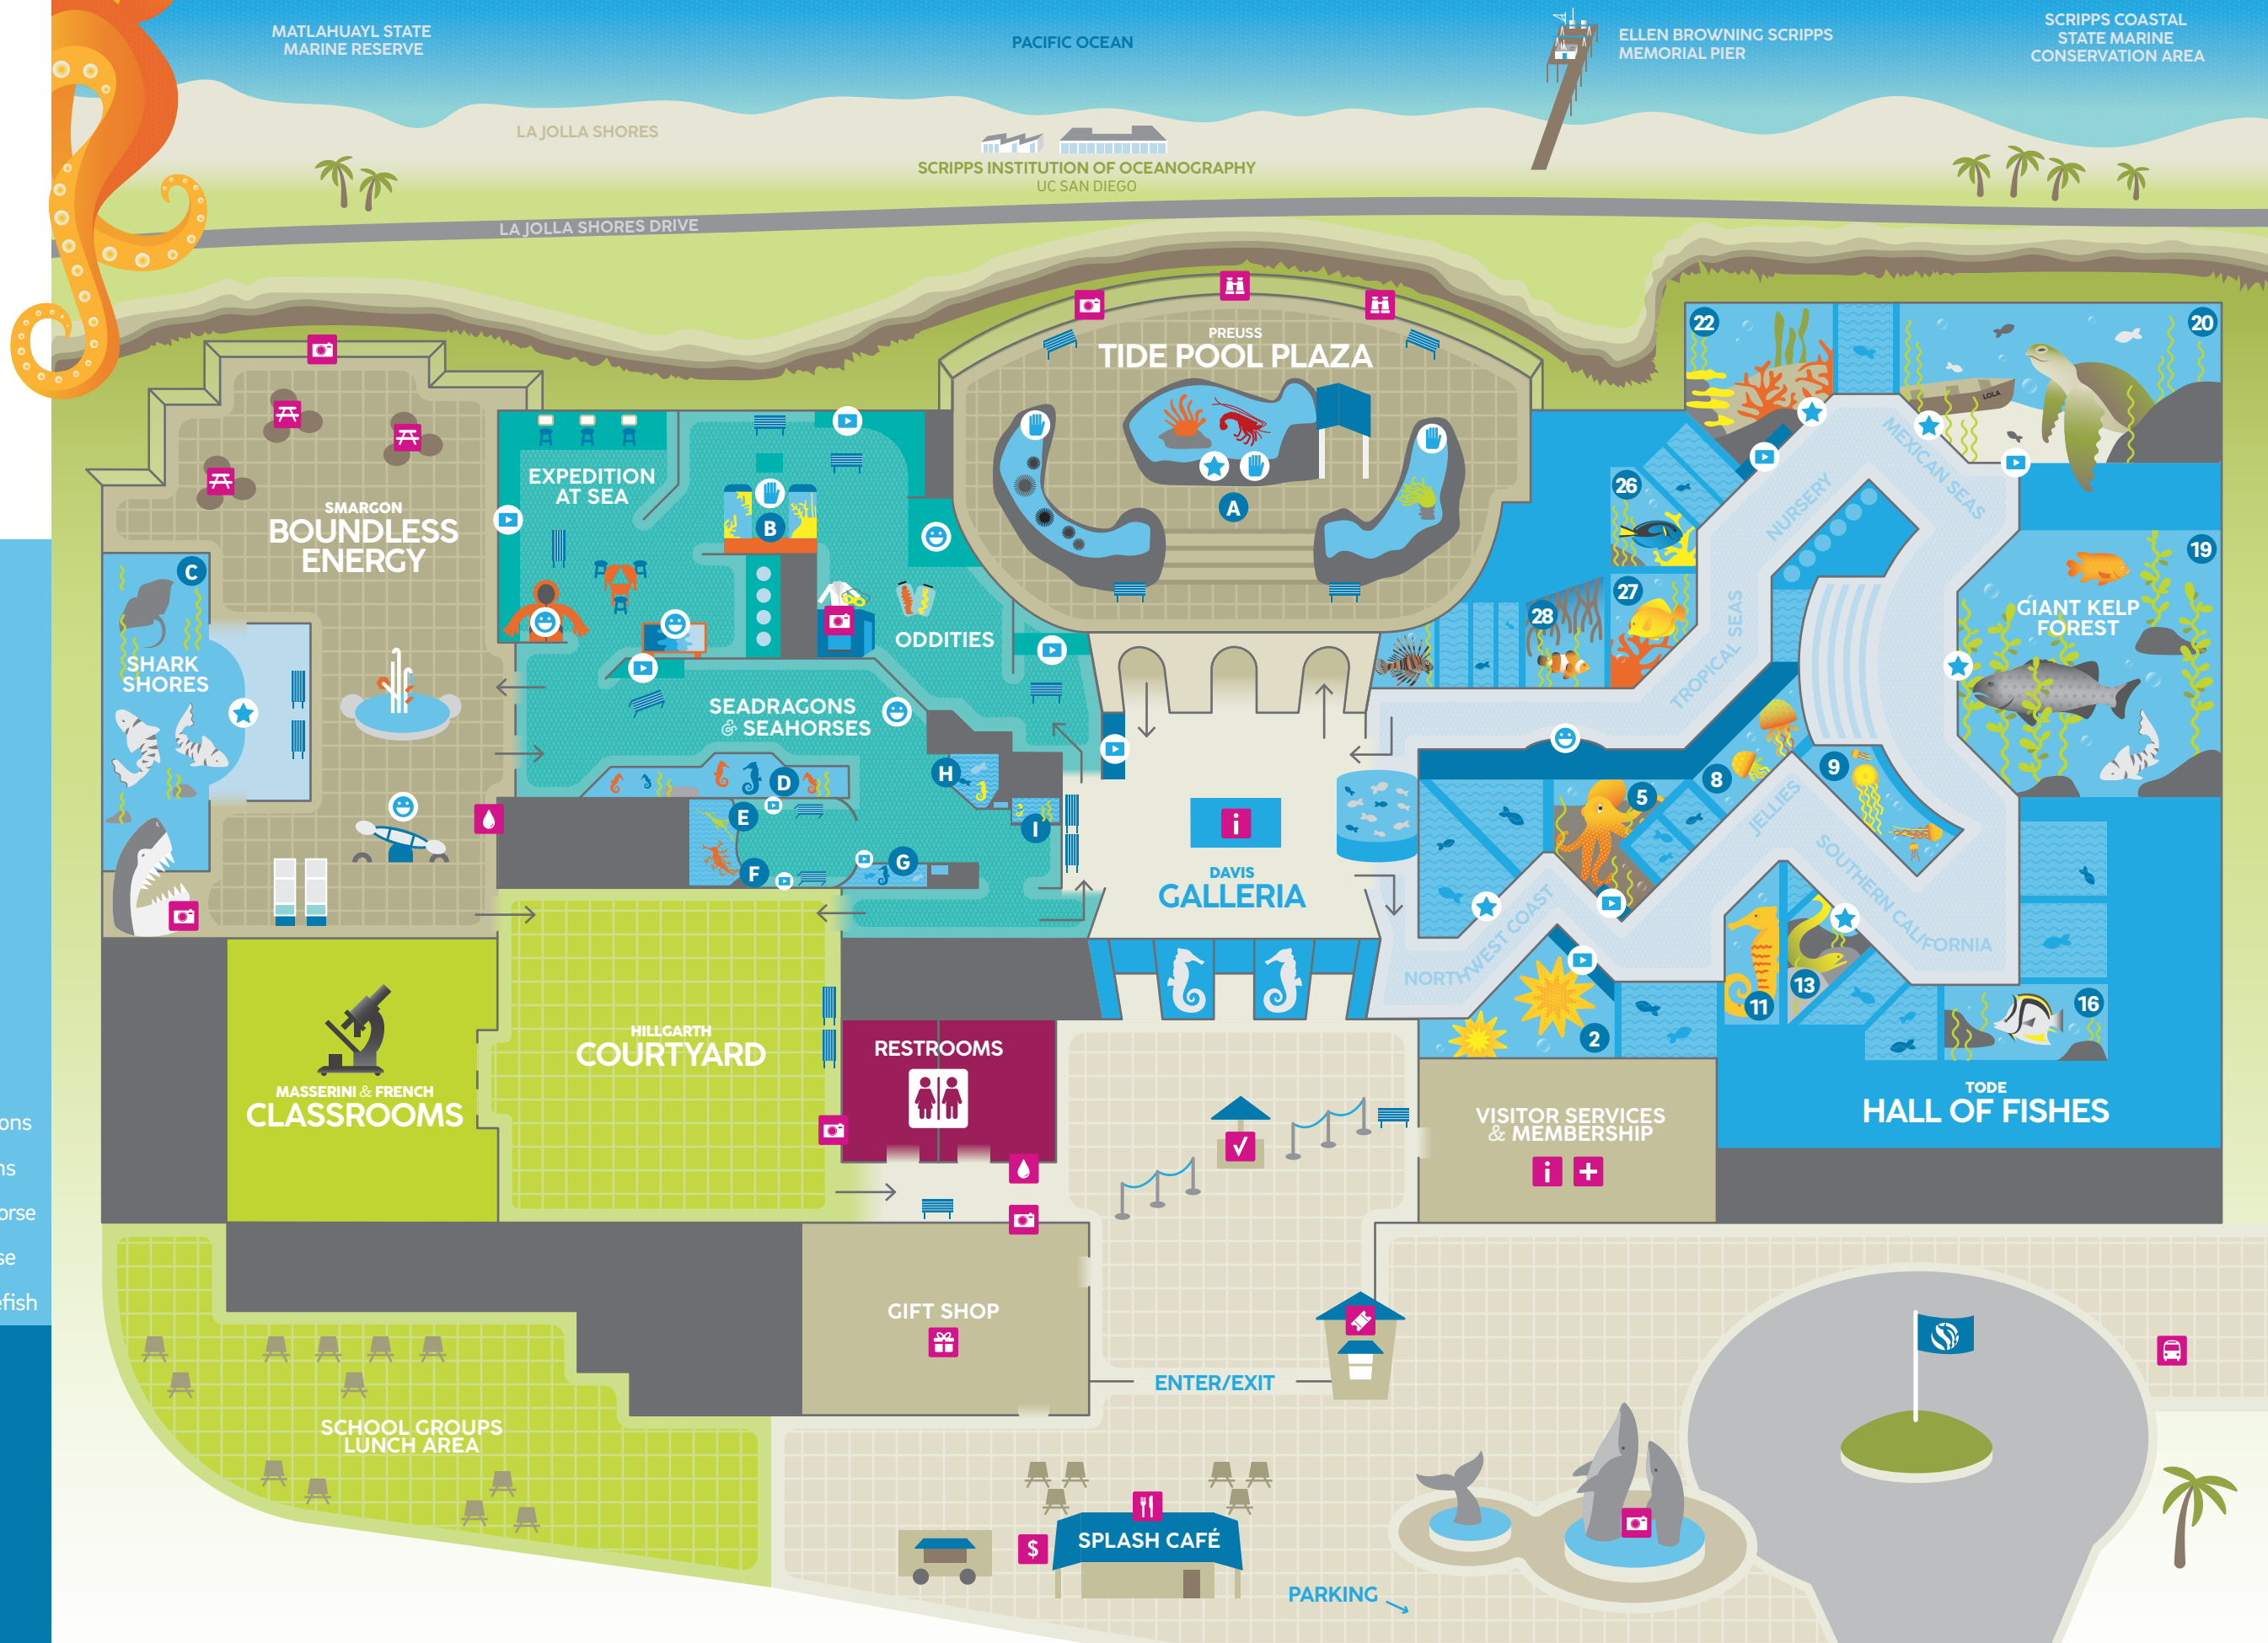 MATLAHUAYL STATE
MARINE RESERVE
PACIFIC OCEAN
ELLEN BROWNING SCRIPPS
MEMORIAL PIER
SCRIPPS COASTAL
STATE MARINE
CONSERVATION AREA
LA JOLLA SHORES
SCRIPPS INSTITUTION OF OCEANOGRAPHY
UC SAN DIEGO
LA JOLLA SHORES DRIVE
PREUSS
TIDE POOL PLAZA
A
22
20
LOLA
MEXICAN SEAS
NURSERY
26
27
28
TROPICAL SEAS
19
GIANT KELP
FOREST
EXPEDITION
AT SEA
B
SMARGON
BOUNDLESS
ENERGY
C
SHARK
SHORES
ODDITIES
SEADRAGONS
& SEAHORSES
D
E
F
G
H
I
i
DAVIS
GALLERIA
5
8
9
JELLIES
SOUTHERN CALIFORNIA
NORTHWEST COAST
2
11
13
16
TODE
HALL OF FISHES
MASSERINI & FRENCH
CLASSROOMS
HILLGARTH
COURTYARD
RESTROOMS
VISITOR SERVICES
& MEMBERSHIP
i
ons
ns
orse
se
efish
GIFT SHOP
ENTER/EXIT
SCHOOL GROUPS
LUNCH AREA
$
SPLASH CAFÉ
PARKING